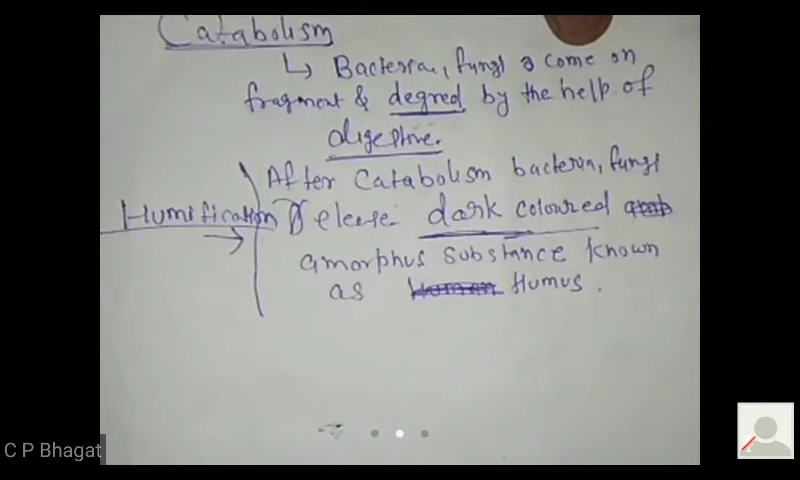 Catabolism
↳ Bacteria, fungi & come on
fragment & degred by the help of
digestive.
After Catabolism bacteria, fungi
Humification Release dark coloured
→ amorphus substance known
as Humus.
C P Bhagat